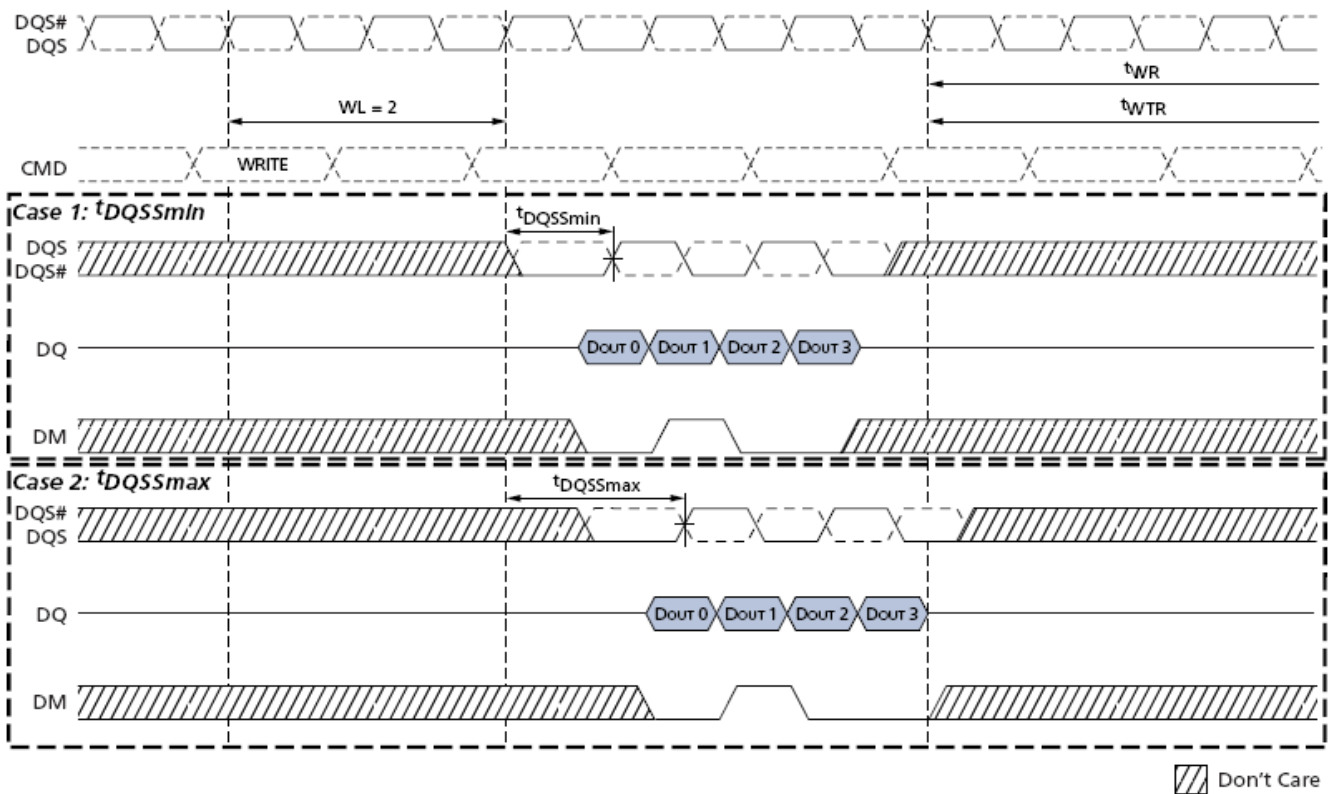 DQS#
DQS
tWR
WL = 2
tWTR
CMD
WRITE
Case 1: tDQSSmin
tDQSSmin
DQS
DQS#
DQ
DOUT 0 DOUT 1 DOUT 2 DOUT 3
DM
Case 2: tDQSSmax
tDQSSmax
DQS#
DQS
DQ
DOUT 0 DOUT 1 DOUT 2 DOUT 3
DM
Don't Care